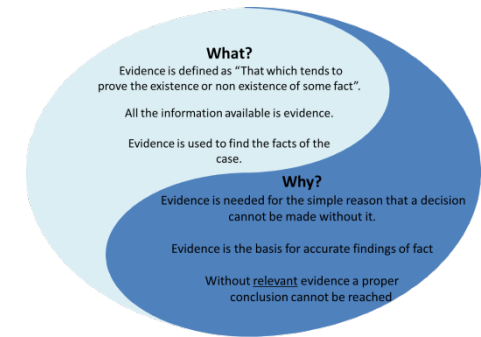 What?
Evidence is defined as “That which tends to
prove the existence or non existence of some fact”.
All the information available is evidence.
Evidence is used to find the facts of the
case.
Why?
Evidence is needed for the simple reason that a decision
cannot be made without it.
Evidence is the basis for accurate findings of fact
Without relevant evidence a proper
conclusion cannot be reached